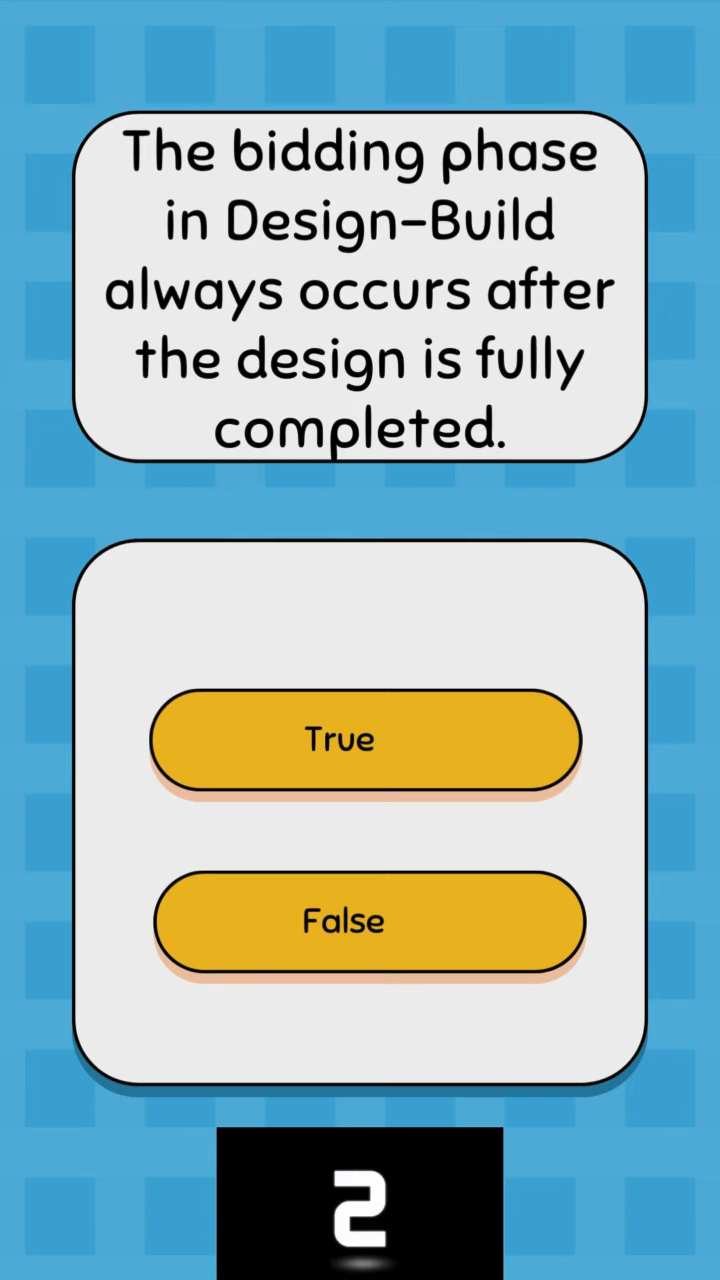 The bidding phase
in Design-Build
always occurs after
the design is fully
completed.
True
False
2